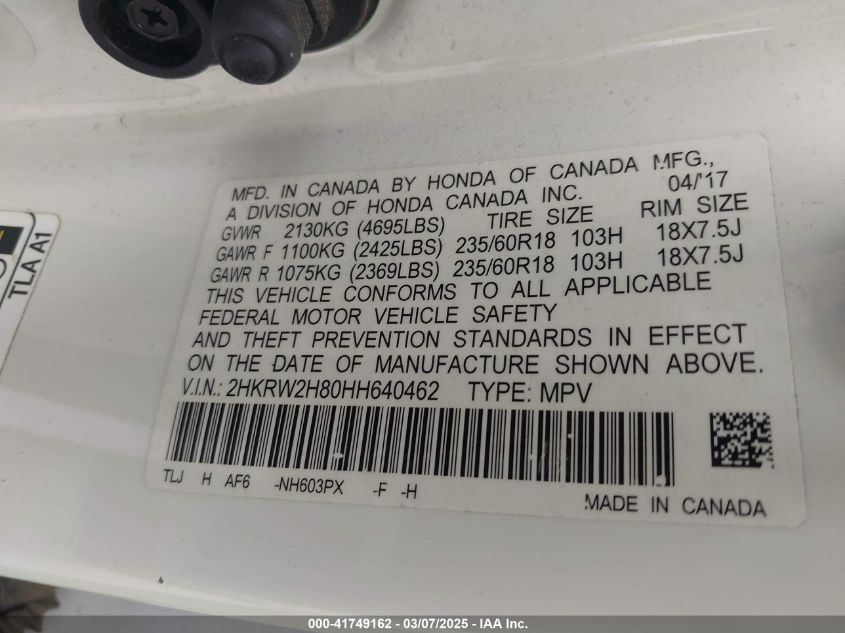 MFD. IN CANADA BY HONDA OF CANADA MFG.,
A DIVISION OF HONDA CANADA INC. 04/'17
GVWR 2130KG (4695LBS) TIRE SIZE RIM SIZE
GAWR F 1100KG (2425LBS) 235/60R18 103H 18X7.5J
GAWR R 1075KG (2369LBS) 235/60R18 103H 18X7.5J
THIS VEHICLE CONFORMS TO ALL APPLICABLE
FEDERAL MOTOR VEHICLE SAFETY
AND THEFT PREVENTION STANDARDS IN EFFECT
ON THE DATE OF MANUFACTURE SHOWN ABOVE.
V.I.N.: 2HKRW2H80HH640462 TYPE: MPV
TLJ H AF6 -NH603PX -F -H
MADE IN CANADA
TLA A1
000-41749162 - 03/07/2025 - © IAA Inc.